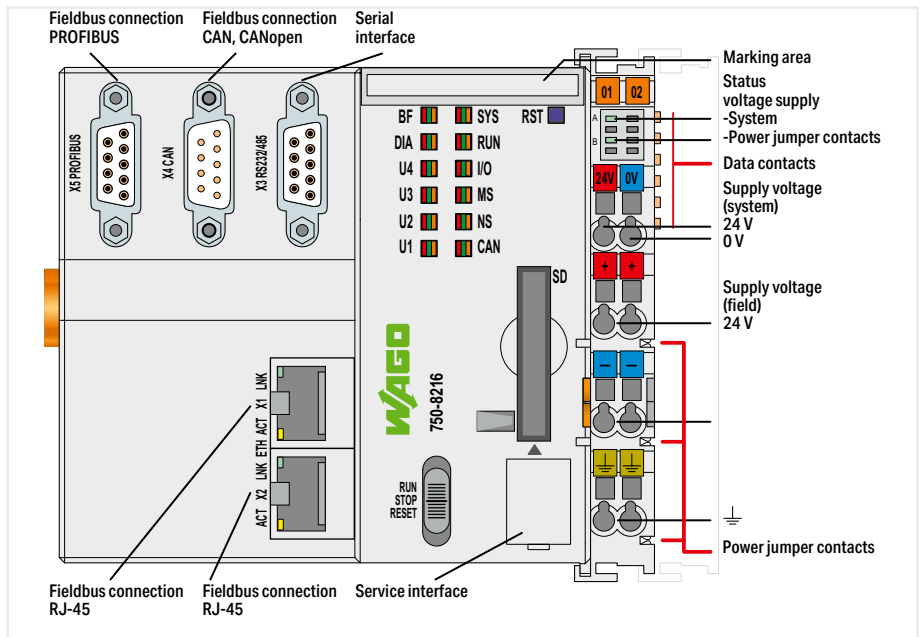 Fieldbus connection
PROFIBUS
Fieldbus connection
CAN, CANopen
Serial
interface
Marking area
Status
voltage supply
-System
-Power jumper contacts
Data contacts
Supply voltage
(system)
24 V
0 V
Supply voltage
(field)
24 V
Power jumper contacts
X5 PROFIBUS
X4 CAN
X3 RS232/485
BF
SYS
RST
DIA
RUN
U4
I/O
U3
MS
U2
NS
U1
CAN
SD
01
02
A
B
24V
0V
+
+
—
—
WAGO
750-8216
RUN
STOP
RESET
ACT X1 LNK
ETH
ACT X2 LNK
Fieldbus connection
RJ-45
Fieldbus connection
RJ-45
Service interface